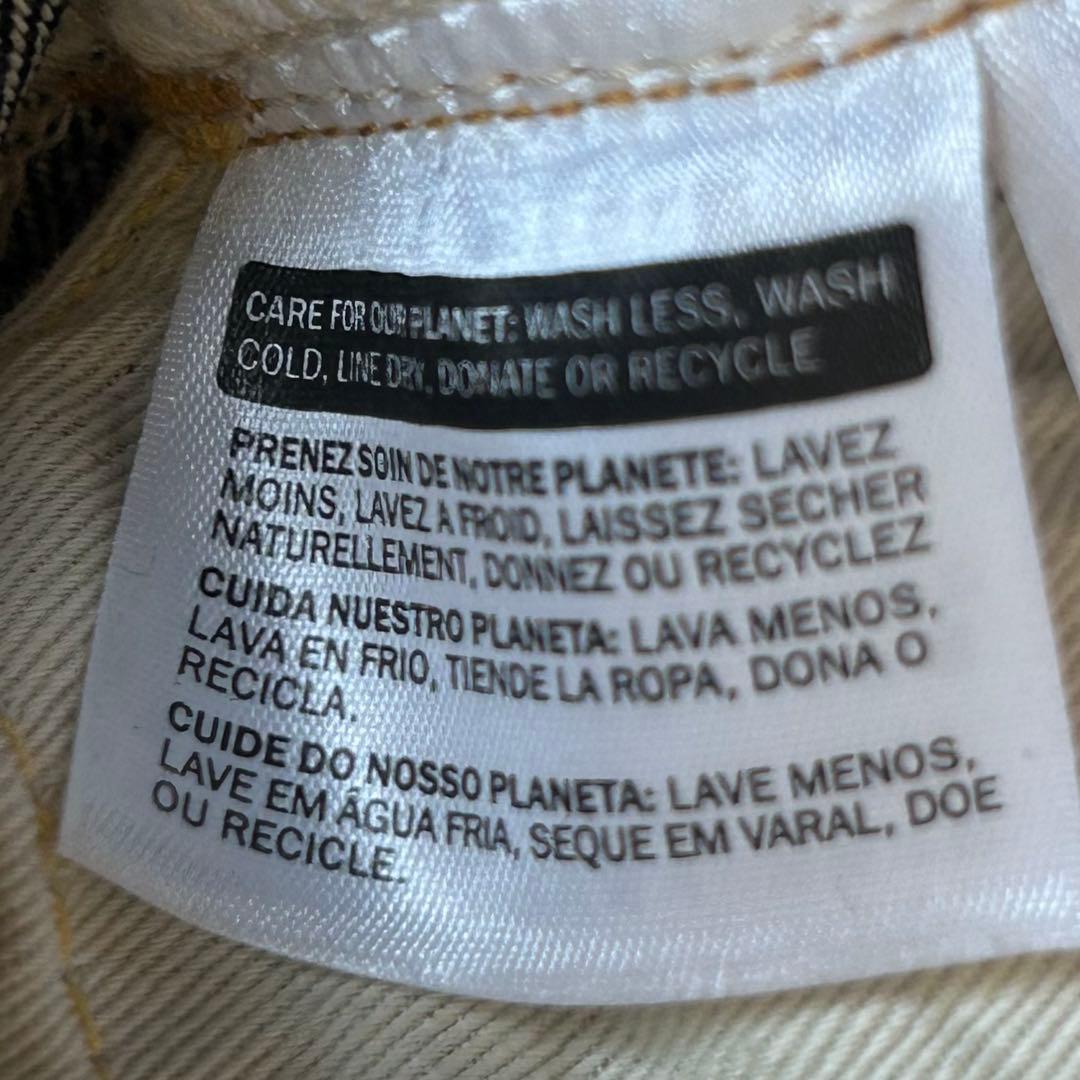 CARE FOR OUR PLANET: WASH LESS, WASH
COLD, LINE DRY, DONATE OR RECYCLE
PRENEZ SOIN DE NOTRE PLANETE: LAVEZ
MOINS, LAVEZ A FROID, LAISSEZ SECHER
NATURELLEMENT, DONNEZ OU RECYCLEZ
CUIDA NUESTRO PLANETA: LAVA MENOS,
LAVA EN FRIO, TIENDE LA ROPA, DONA O
RECICLA.
CUIDE DO NOSSO PLANETA: LAVE MENOS,
LAVE EM ÁGUA FRIA, SEQUE EM VARAL, DOE
OU RECICLE.